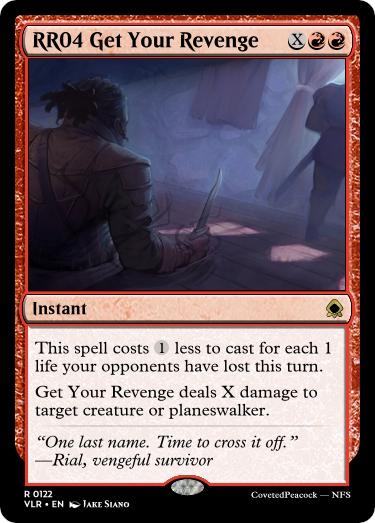 RR04 Get Your Revenge X
Instant
This spell costs 1 less to cast for each 1
life your opponents have lost this turn.
Get Your Revenge deals X damage to
target creature or planeswalker.
“One last name. Time to cross it off.”
—Rial, vengeful survivor
R 0122
VLR • EN Jake Siano
CovetedPeacock — NFS